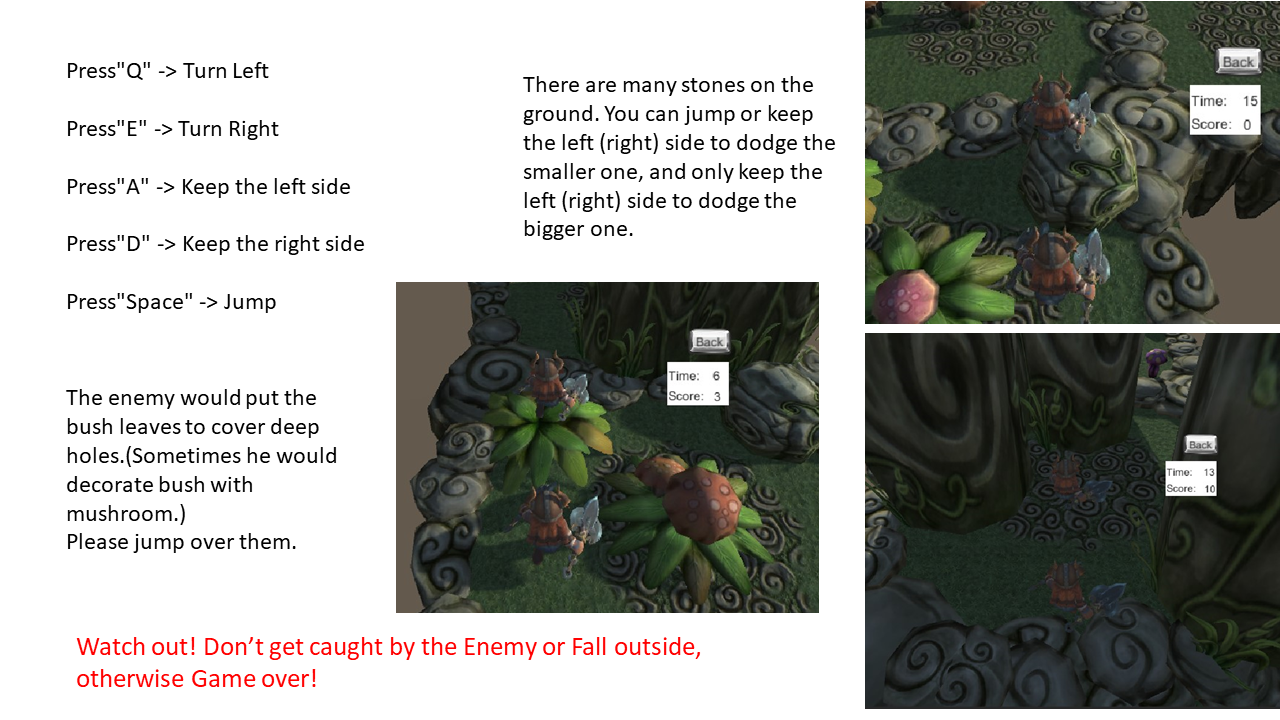 Press"Q" -> Turn Left
Press"E" -> Turn Right
Press"A" -> Keep the left side
Press"D" -> Keep the right side
Press"Space" -> Jump
The enemy would put the
bush leaves to cover deep
holes.(Sometimes he would
decorate bush with
mushroom.)
Please jump over them.
There are many stones on the
ground. You can jump or keep
the left (right) side to dodge the
smaller one, and only keep the
left (right) side to dodge the
bigger one.
Back
Time: 6
Score: 3
Back
Time: 15
Score: 0
Back
Time: 13
Score: 10
Watch out! Don’t get caught by the Enemy or Fall outside,
otherwise Game over!